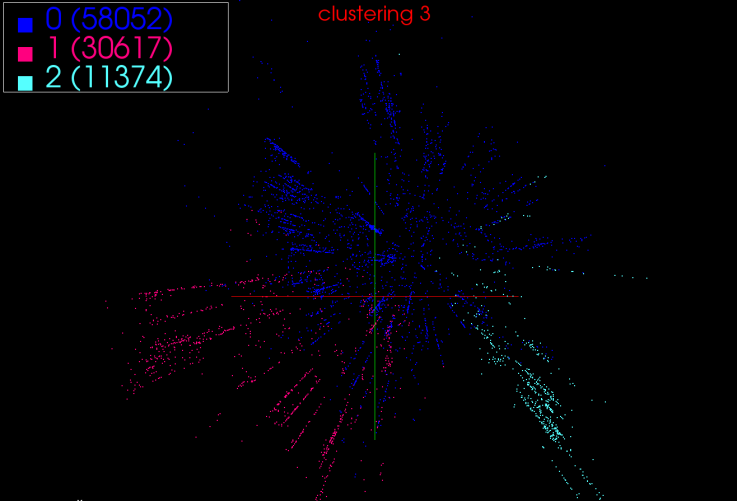 clustering 3
0 (58052)
1 (30617)
2 (11374)